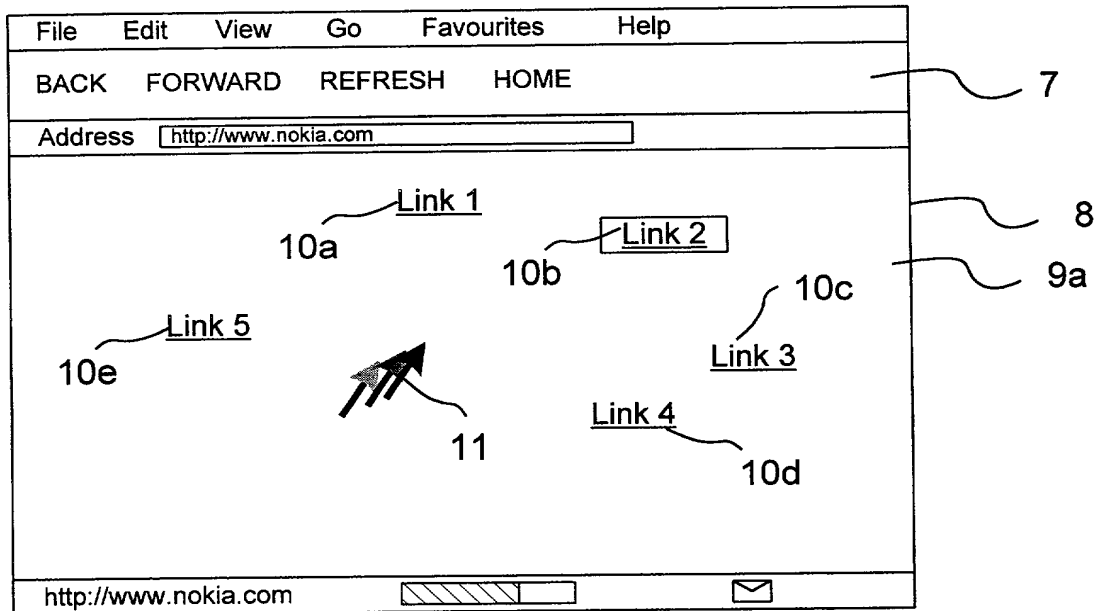 File Edit View Go Favourites Help
BACK FORWARD REFRESH HOME
7
Address http://www.nokia.com
Link 1
8
10a
Link 2
10b
9a
10c
Link 5
Link 3
10e
Link 4
11
10d
http://www.nokia.com